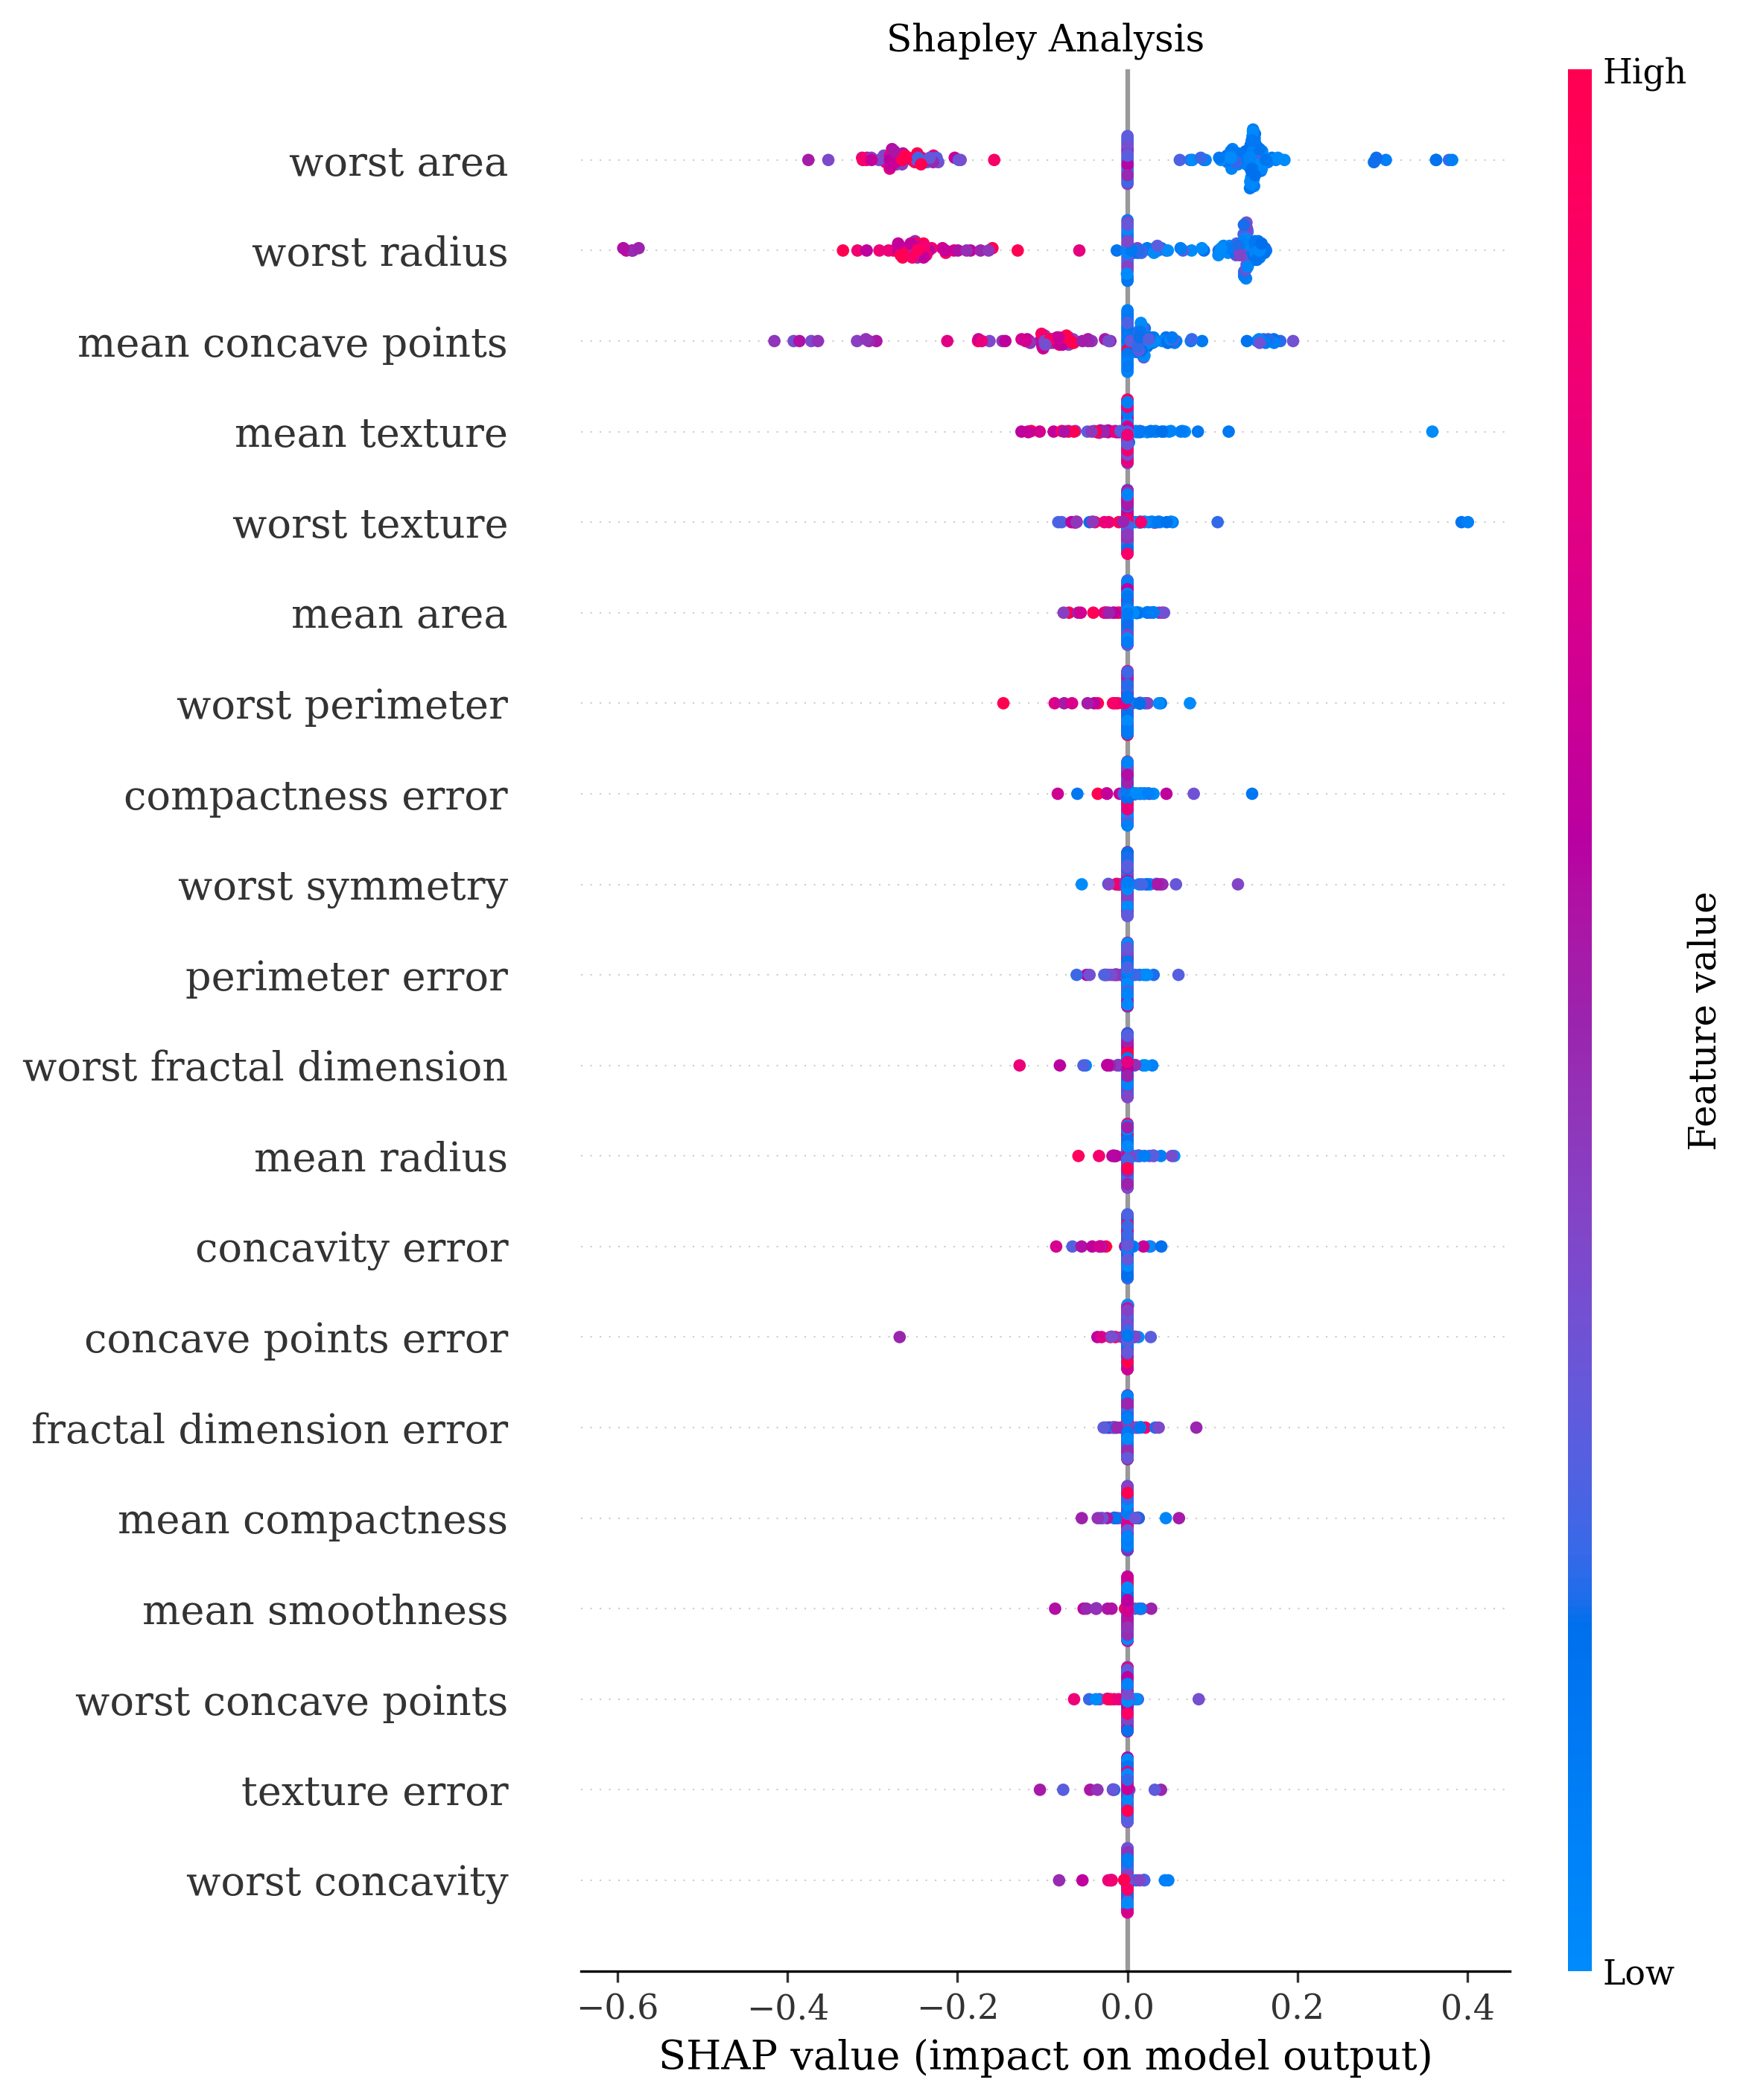 Shapley Analysis
High
worst area
worst radius
mean concave points
mean texture
worst texture
mean area
worst perimeter
compactness error
worst symmetry
perimeter error
worst fractal dimension
mean radius
concavity error
concave points error
fractal dimension error
mean compactness
mean smoothness
worst concave points
texture error
worst concavity
Feature value
Low
−0.6 −0.4 −0.2 0.0 0.2 0.4
SHAP value (impact on model output)